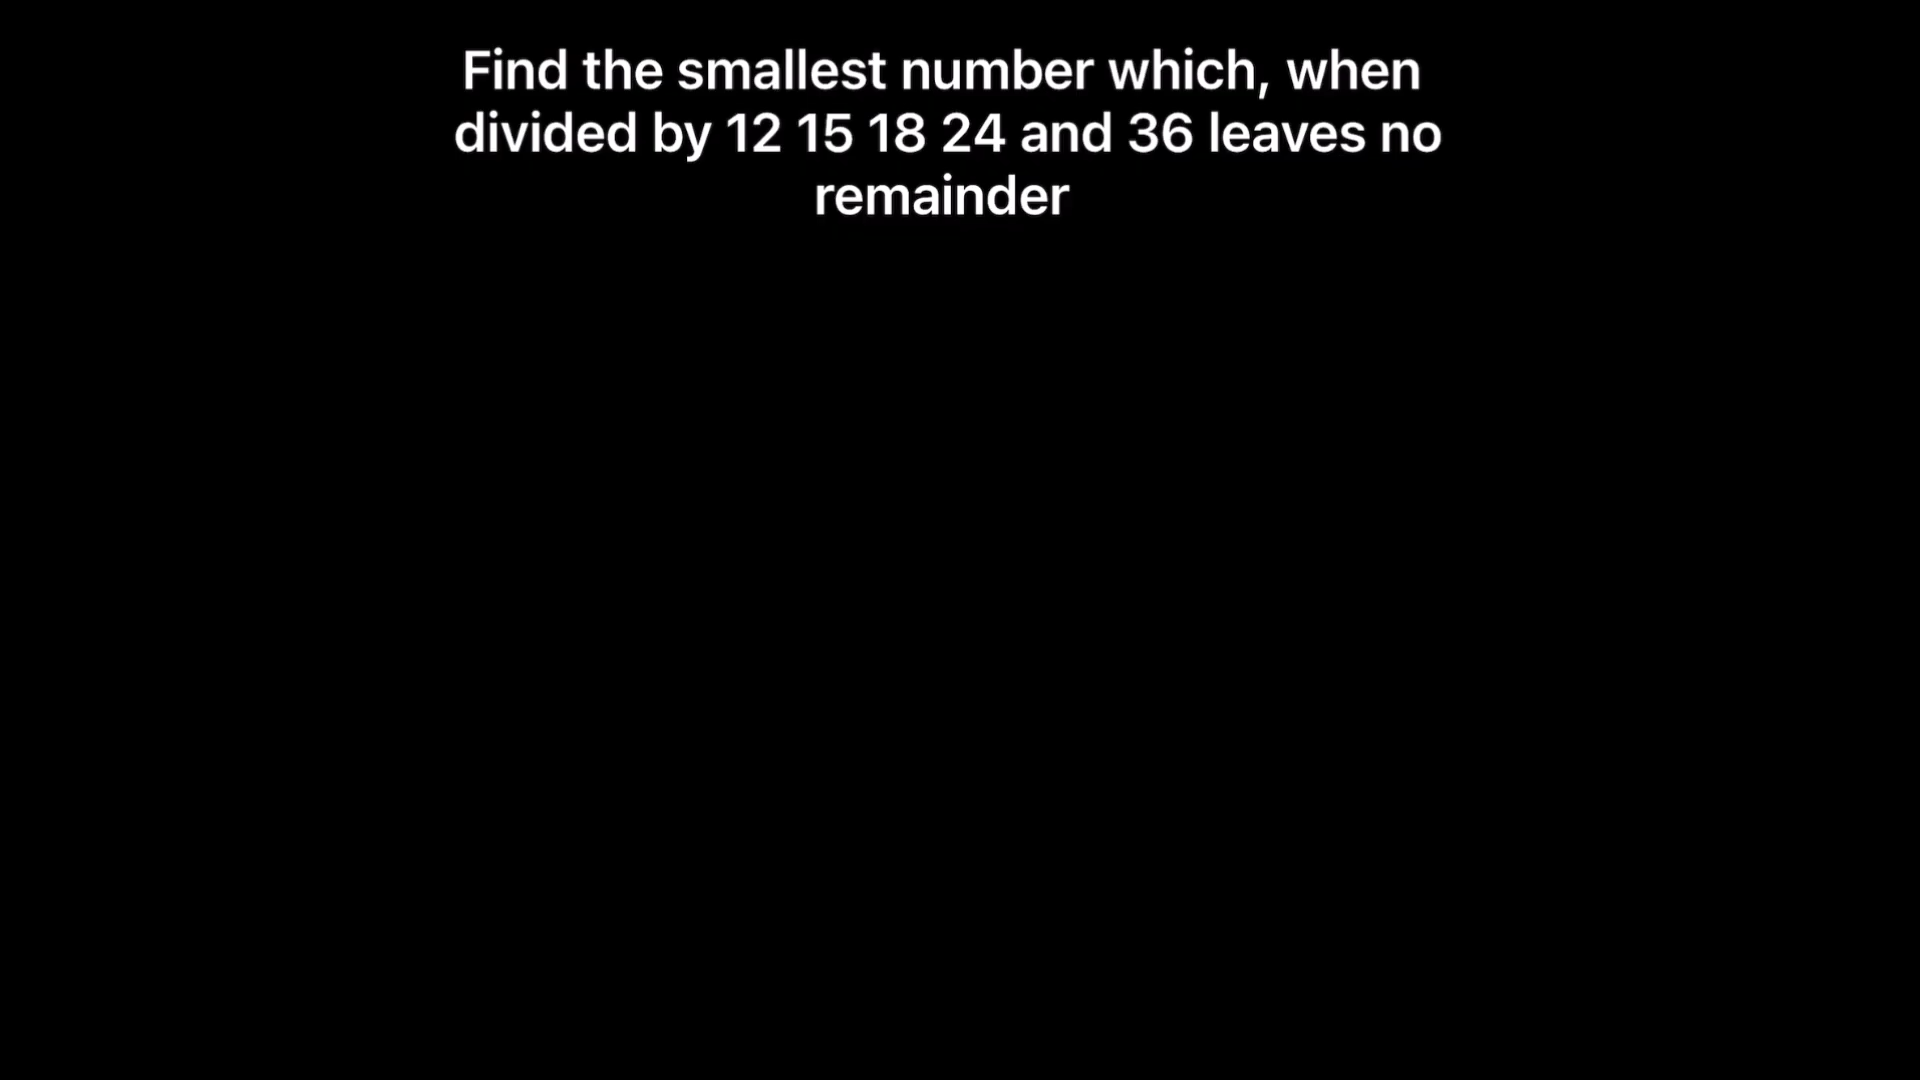 Find the smallest number which, when
divided by 12 15 18 24 and 36 leaves no
remainder